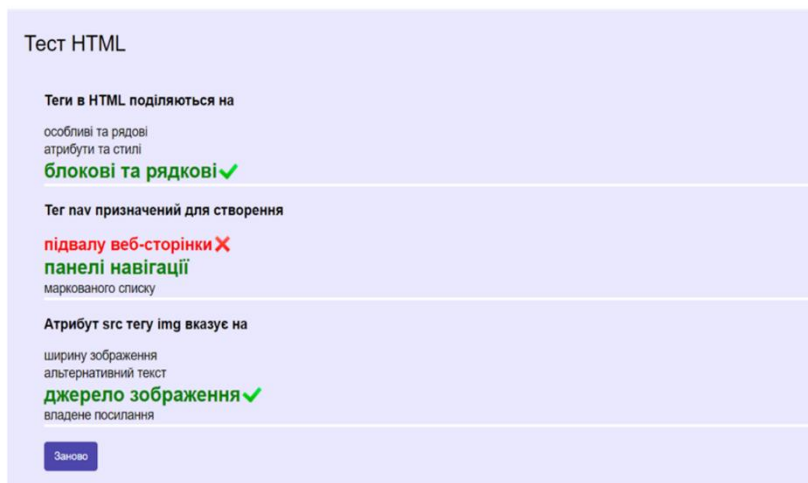 Тест HTML
Теги в HTML поділяються на
особливі та рядові
атрибути та стилі
блокові та рядкові
Тег nav призначений для створення
підвалу веб-сторінки
панелі навігації
маркованого списку
Атрибут src тегу img вказує на
ширину зображення
альтернативний текст
джерело зображення
владене посилання
Заново